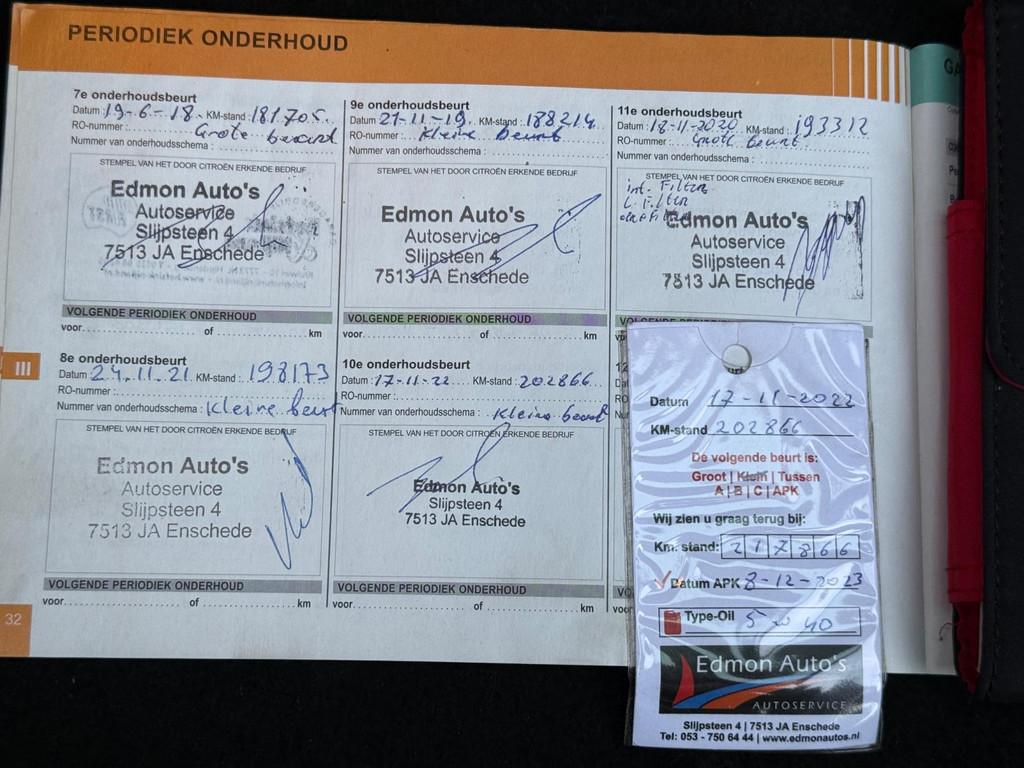 PERIODIEK ONDERHOUD
7e onderhoudsbeurt
Datum : 19-6-18. KM-stand : 181705.
RO-nummer : Grote beurt
Nummer van onderhoudsschema :
STEMPEL VAN HET DOOR CITROËN ERKENDE BEDRIJF
Edmon Auto's
Autoservice
Slijpsteen 4
7513 JA Enschede
VOLGENDE PERIODIEK ONDERHOUD
voor of km
8e onderhoudsbeurt
Datum : 24.11.21 KM-stand : 198173
RO-nummer :
Nummer van onderhoudsschema : Kleine beurt
STEMPEL VAN HET DOOR CITROËN ERKENDE BEDRIJF
Edmon Auto's
Autoservice
Slijpsteen 4
7513 JA Enschede
VOLGENDE PERIODIEK ONDERHOUD
voor of km
9e onderhoudsbeurt
Datum : 21-11-19. KM-stand : 188214
RO-nummer : Kleine Beurt
Nummer van onderhoudsschema :
STEMPEL VAN HET DOOR CITROËN ERKENDE BEDRIJF
Edmon Auto's
Autoservice
Slijpsteen 4
7513 JA Enschede
VOLGENDE PERIODIEK ONDERHOUD
voor of km
10e onderhoudsbeurt
Datum : 17-11-22 KM-stand : 202866
RO-nummer :
Nummer van onderhoudsschema : Kleine beurt
STEMPEL VAN HET DOOR CITROËN ERKENDE BEDRIJF
Edmon Auto's
Autoservice
Slijpsteen 4
7513 JA Enschede
VOLGENDE PERIODIEK ONDERHOUD
voor of km
11e onderhoudsbeurt
Datum : 18-11-2020 KM-stand : 193312
RO-nummer : Grote Beurt
Nummer van onderhoudsschema :
STEMPEL VAN HET DOOR CITROËN ERKENDE BEDRIJF
int. Filter
L. Filter
Edmon Auto's
Autoservice
Slijpsteen 4
7513 JA Enschede
Datum 17-11-2022
KM-stand 202866
De volgende beurt is:
Groot | Klein | Tussen
A | B | C | APK
Wij zien u graag terug bij:
Km. stand: 217866
Datum APK 8-12-2023
Type-Oil 5w40
Edmon Auto's
AUTOSERVICE
Slijpsteen 4 | 7513 JA Enschede
Tel: 053 - 750 64 44 | www.edmonautos.nl
III
32